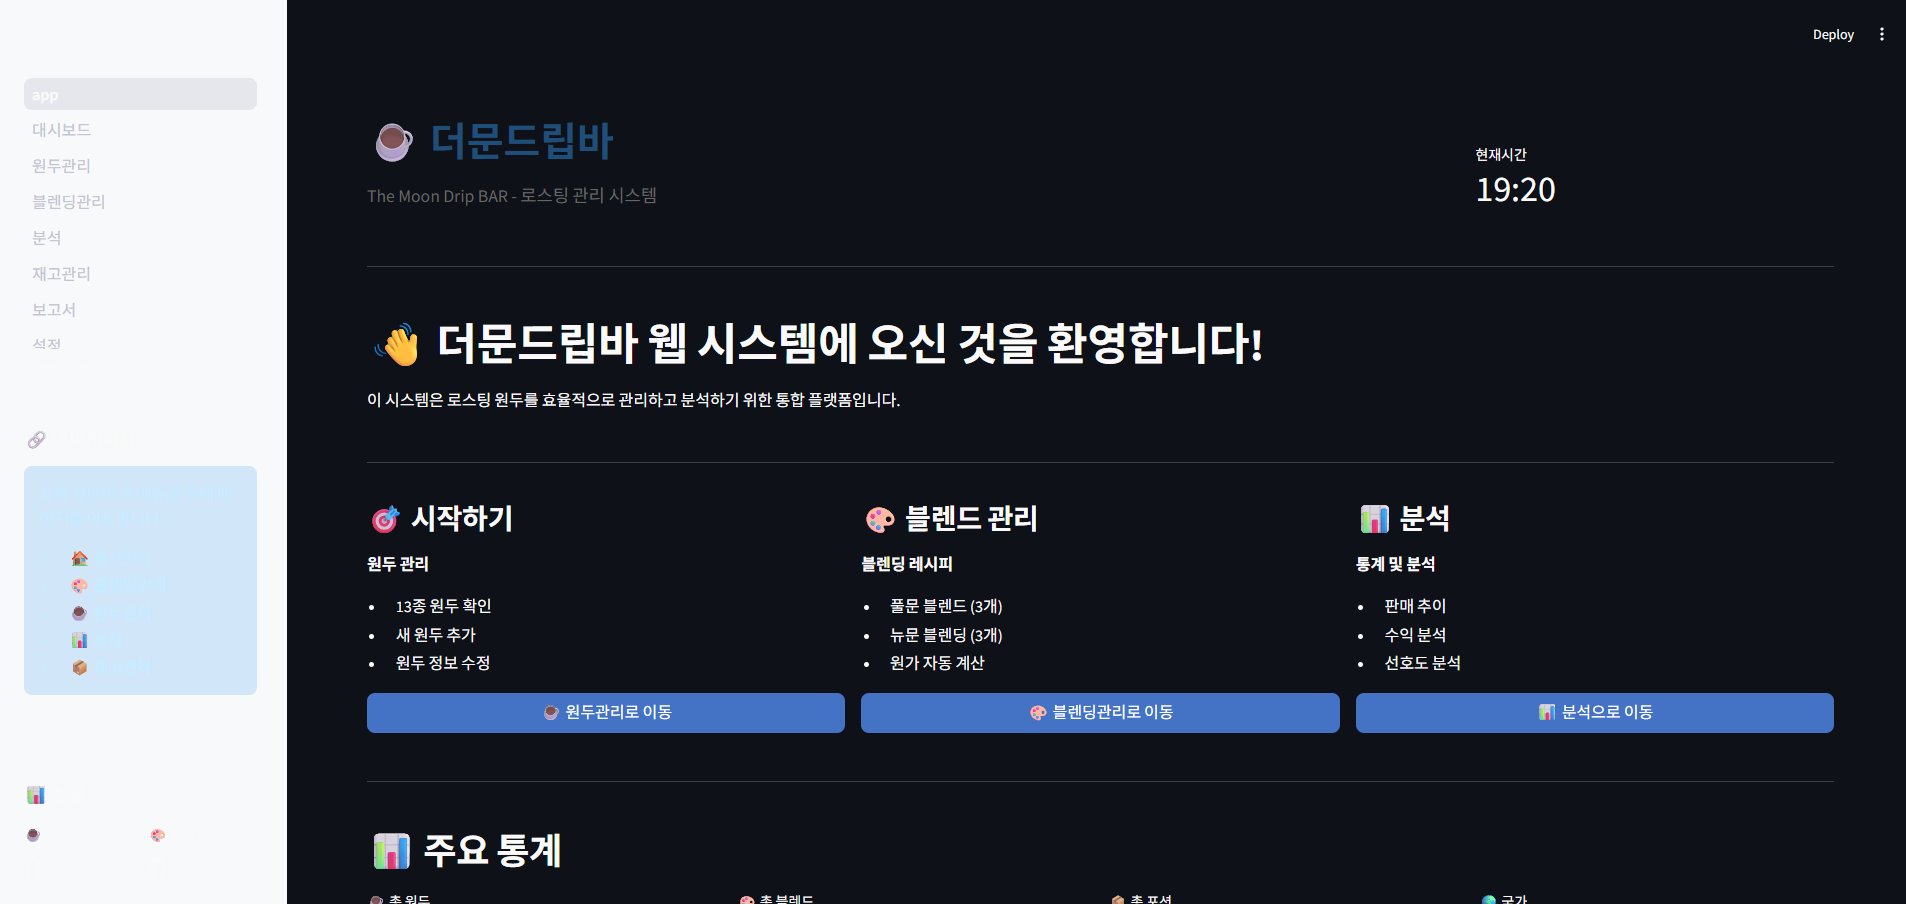 Deploy
app
대시보드
원두관리
블렌딩관리
분석
재고관리
보고서
설정
더문드립바
The Moon Drip BAR - 로스팅 관리 시스템
현재시간
19:20
더문드립바 웹 시스템에 오신 것을 환영합니다!
이 시스템은 로스팅 원두를 효율적으로 관리하고 분석하기 위한 통합 플랫폼입니다.
시작하기
원두 관리
• 13종 원두 확인
• 새 원두 추가
• 원두 정보 수정
원두관리로 이동
블렌드 관리
블렌딩 레시피
• 풀문 블렌드 (3개)
• 뉴문 블렌딩 (3개)
• 원가 자동 계산
블렌딩관리로 이동
분석
통계 및 분석
• 판매 추이
• 수익 분석
• 선호도 분석
분석으로 이동
주요 통계
총 원두
총 블렌드
총 포션
국가